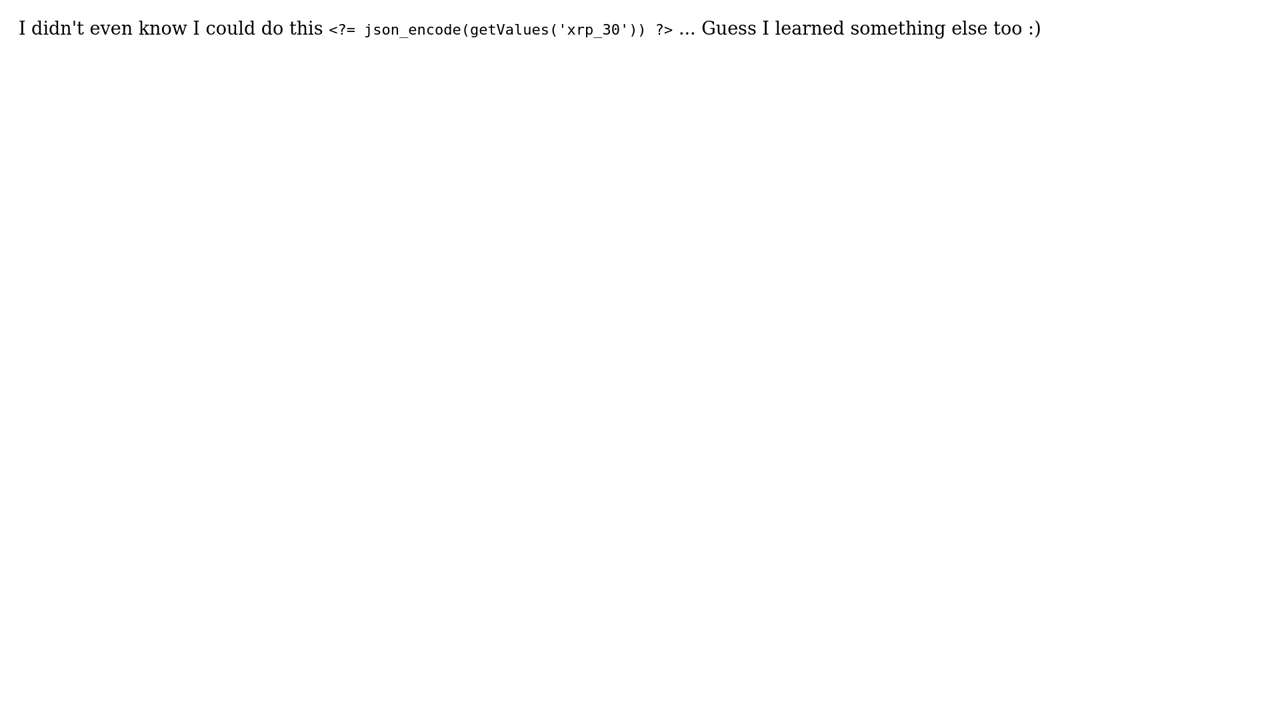 I didn't even know I could do this <?= json_encode(getValues('xrp_30')) ?> ... Guess I learned something else too :)